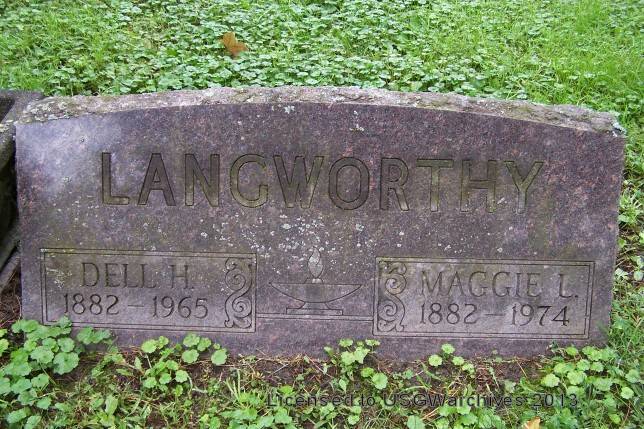 LANGWORTHY
DELL H.
1882 – 1965
MAGGIE L.
1882 – 1974
Licensed to USGWarchives 2013